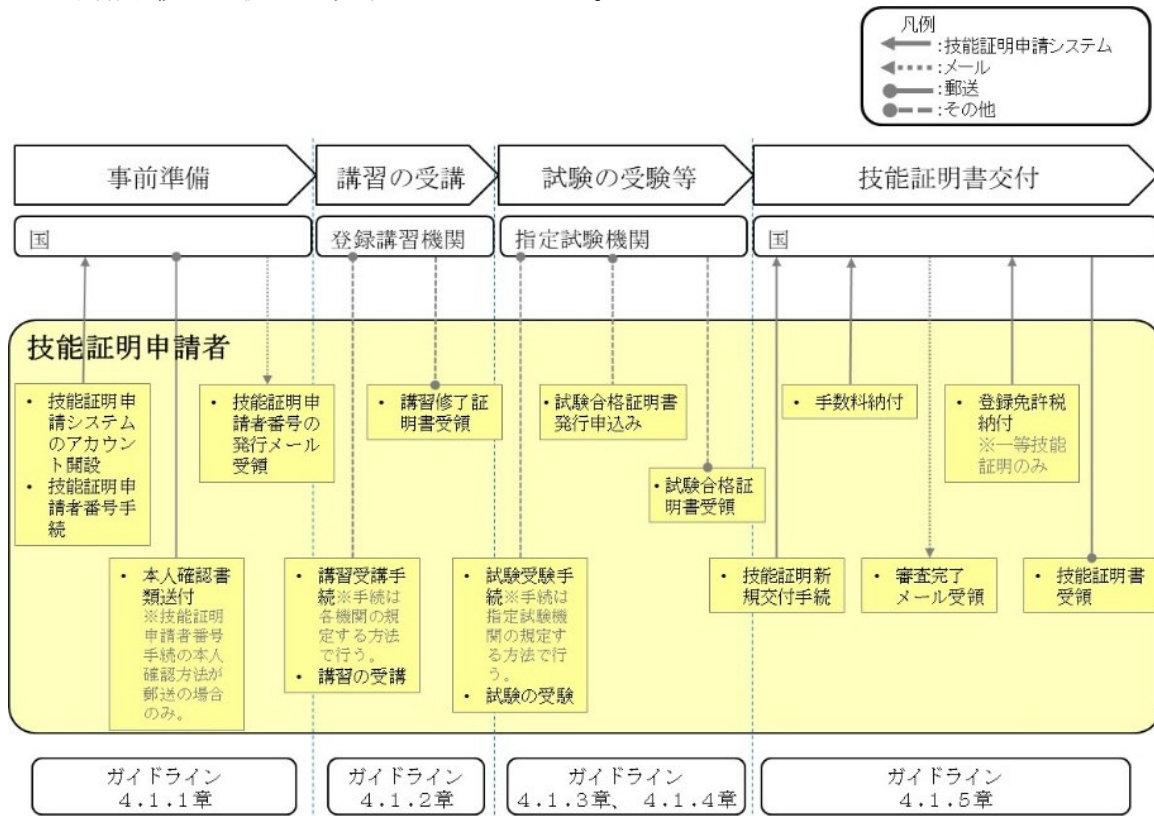 凡例
:技能証明申請システム
:メール
:郵送
:その他
事前準備
講習の受講
試験の受験等
技能証明書交付
国
登録講習機関
指定試験機関
国
技能証明申請者
• 技能証明申
請システム
のアカウン
ト開設
• 技能証明申
請者番号手
続
• 技能証明申
請者番号の
発行メール
受領
• 講習修了証
明書受領
• 試験合格証明書
発行申込み
• 試験合格証
明書受領
• 手数料納付
• 登録免許税
納付
※一等技能
証明のみ
• 本人確認書
類送付
※技能証明
申請者番号
手続の本人
確認方法が
郵送の場合
のみ。
• 講習受講手
続※手続は
各機関の規
定する方法
で行う。
• 講習の受講
• 試験受験手
続※手続は
指定試験機
関の規定す
る方法で行
う。
• 試験の受験
• 技能証明新
規交付手続
• 審査完了
メール受領
• 技能証明書
受領
ガイドライン
4.1.1章
ガイドライン
4.1.2章
ガイドライン
4.1.3章、 4.1.4章
ガイドライン
4.1.5章